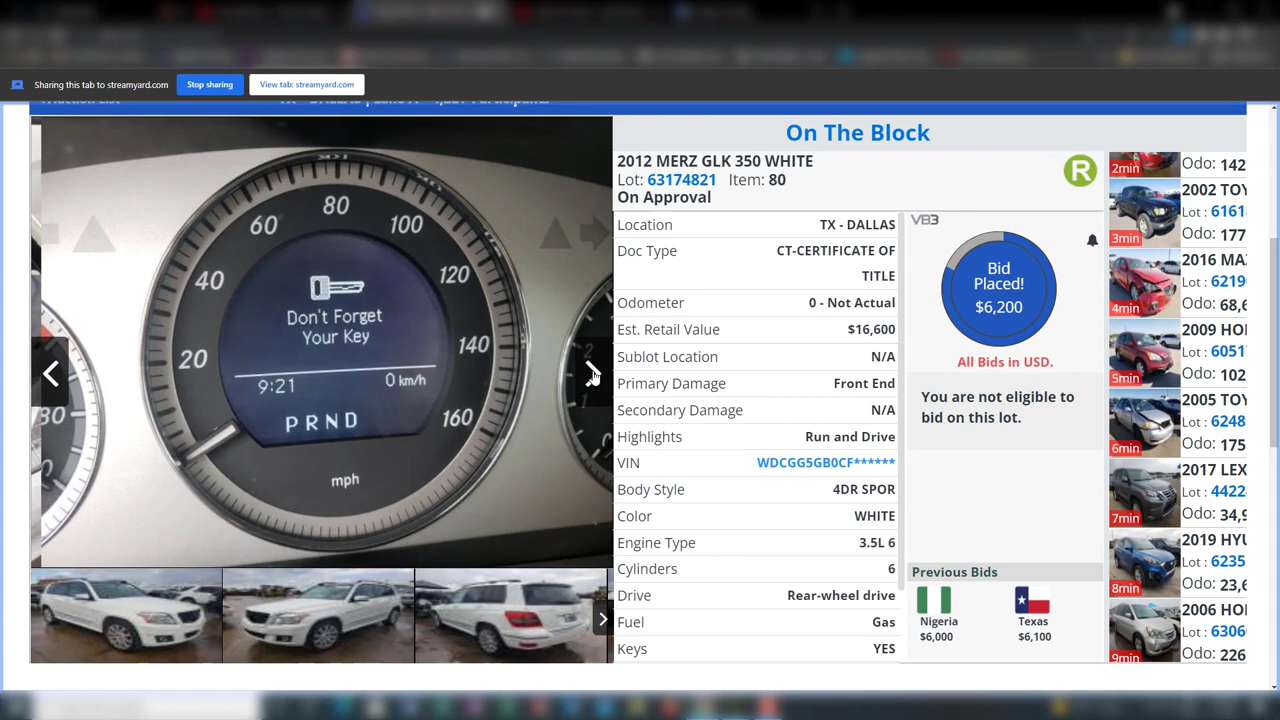 Sharing this tab to streamyard.com
Stop sharing
View tab: streamyard.com
On The Block
2012 MERZ GLK 350 WHITE
Lot: 63174821 Item: 80
On Approval
R
Location TX - DALLAS
Doc Type CT-CERTIFICATE OF
TITLE
Odometer 0 - Not Actual
Est. Retail Value $16,600
Sublot Location N/A
Primary Damage Front End
Secondary Damage N/A
Highlights Run and Drive
VIN WDCGG5GB0CF******
Body Style 4DR SPOR
Color WHITE
Engine Type 3.5L 6
Cylinders 6
Drive Rear-wheel drive
Fuel Gas
Keys YES
VB3
Bid
Placed!
$6,200
All Bids in USD.
You are not eligible to
bid on this lot.
Previous Bids
Nigeria
$6,000
Texas
$6,100
20
40
60
80
100
120
140
160
Don't Forget
Your Key
9:21 0 km/h
P R N D
mph
2min
Odo: 142
2002 TOY
Lot : 6161
3min
Odo: 177
2016 MA
Lot : 6219
4min
Odo: 68,6
2009 HO
Lot : 6051
5min
Odo: 102
2005 TOY
Lot : 6248
6min
Odo: 175
2017 LEX
Lot : 4422
7min
Odo: 34,9
2019 HYU
Lot : 6235
8min
Odo: 23,6
2006 HO
Lot : 6306
9min
Odo: 226